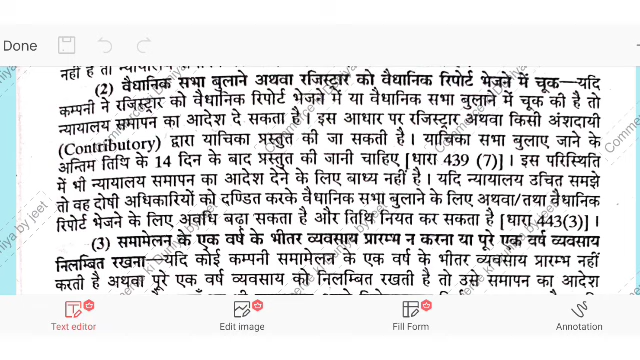 Done
नहीं है तो न्यायालय
(2) वैधानिक सभा बुलाने अथवा रजिस्ट्रार को वैधानिक रिपोर्ट भेजने में चूक—यदि
कम्पनी ने रजिस्ट्रार को वैधानिक रिपोर्ट भेजने में या वैधानिक सभा बुलाने में चूक की है तो
न्यायालय समापन का आदेश दे सकता है। इस आधार पर रजिस्ट्रार अथवा किसी अंशदायी
(Contributory) द्वारा याचिका प्रस्तुत की जा सकती है। याचिका सभा बुलाए जाने के
अन्तिम तिथि के 14 दिन के बाद प्रस्तुत की जानी चाहिए [धारा 439 (7)]। इस परिस्थिति
में भी न्यायालय समापन का आदेश देने के लिए बाध्य नहीं है। यदि न्यायालय उचित समझे
तो वह दोषी अधिकारियों को दण्डित करके वैधानिक सभा बुलाने के लिए अथवा/तथा वैधानिक
रिपोर्ट भेजने के लिए अवधि बढ़ा सकता है और तिथि नियत कर सकता है [धारा 443(3)]।
(3) समामेलन के एक वर्ष के भीतर व्यवसाय प्रारम्भ न करना या पूरे एक वर्ष व्यवसाय
निलम्बित रखना—यदि कोई कम्पनी समामेलन के एक वर्ष के भीतर व्यवसाय प्रारम्भ नहीं
करती है अथवा पूरे एक वर्ष व्यवसाय को निलम्बित रखती है तो उसे समापन का आदेश
Text editor
Edit image
Fill Form
Annotation